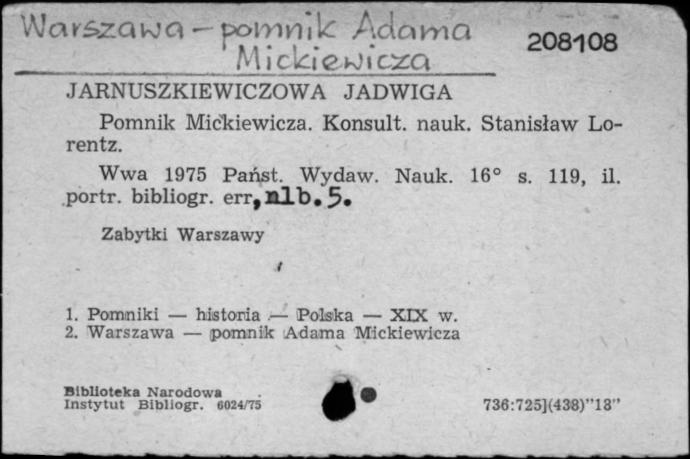 Warszawa – pomnik Adama
Mickiewicza
208108
JARNUSZKIEWICZOWA JADWIGA
Pomnik Mickiewicza. Konsult. nauk. Stanisław Lo-
rentz.
Wwa 1975 Państ. Wydaw. Nauk. 16° s. 119, il.
portr. bibliogr. err, nlb. 5.
Zabytki Warszawy
1. Pomniki — historia — Polska — XIX w.
2. Warszawa — pomnik Adama Mickiewicza
Biblioteka Narodowa
Instytut Bibliogr. 6024/75
736:725](438)"18"